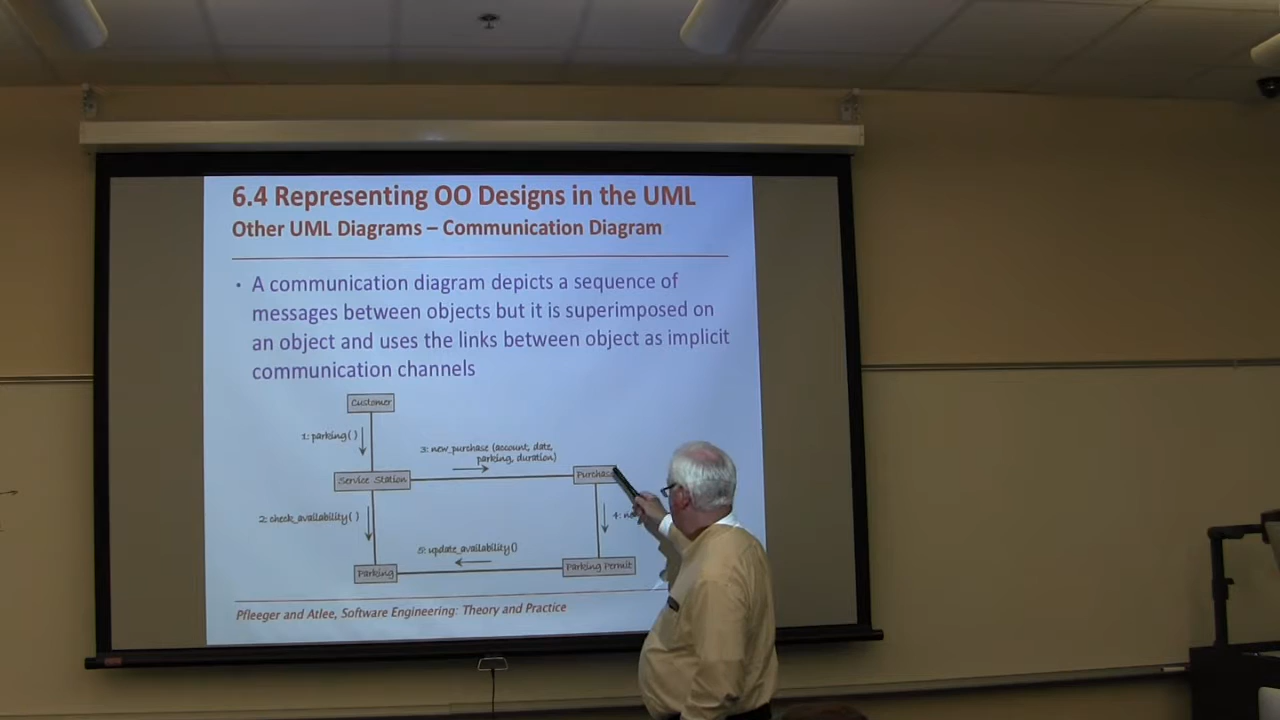 6.4 Representing OO Designs in the UML
Other UML Diagrams – Communication Diagram
• A communication diagram depicts a sequence of
messages between objects but it is superimposed on
an object and uses the links between object as implicit
communication channels
Customer
1: parking()
3: new_purchase (account, date,
parking, duration)
Service Station
Purchase
2: check_availability()
4:
5: update_availability()
Parking
Parking Permit
Pfleeger and Atlee, Software Engineering: Theory and Practice